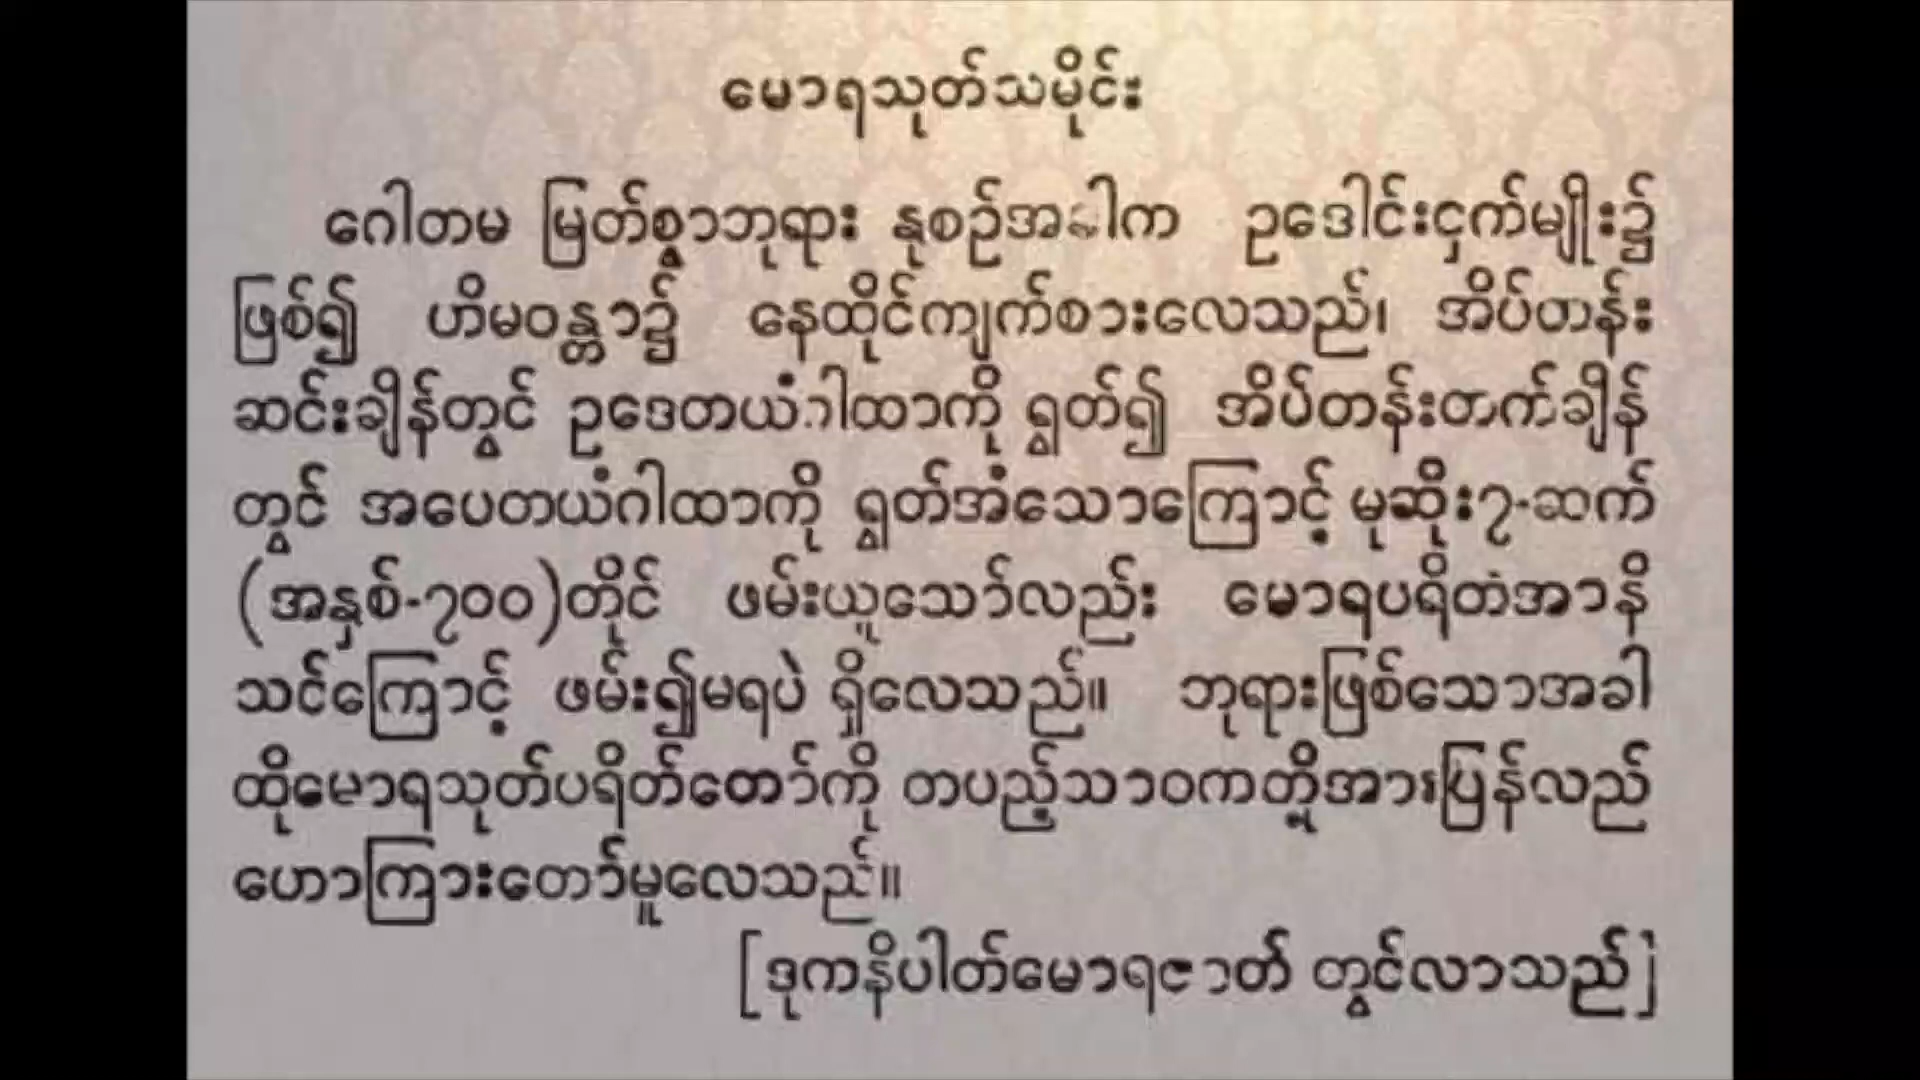 မောရသုတ်သမိုင်း
ဂေါတမ မြတ်စွာဘုရား နုစဉ်အခါက ဥဒေါင်းငှက်မျိုး၌
ဖြစ်၍ ဟိမဝန္တာ၌ နေထိုင်ကျက်စားလေသည်၊ အိပ်တန်း
ဆင်းချိန်တွင် ဥဒေတယံဂါထာကို ရွတ်၍ အိပ်တန်းတက်ချိန်
တွင် အပေတယံဂါထာကို ရွတ်အံသောကြောင့် မုဆိုး၇-ဆက်
(အနှစ်-၇၀၀)တိုင် ဖမ်းယူသော်လည်း မောရပရိတံအာနိ
သင်ကြောင့် ဖမ်း၍မရပဲ ရှိလေသည်။ ဘုရားဖြစ်သောအခါ
ထိုမောရသုတ်ပရိတ်တော်ကို တပည့်သာဝကတို့အားပြန်လည်
ဟောကြားတော်မူလေသည်။
[ဒုကနိပါတ်မောရဇာတ် တွင်လာသည်]